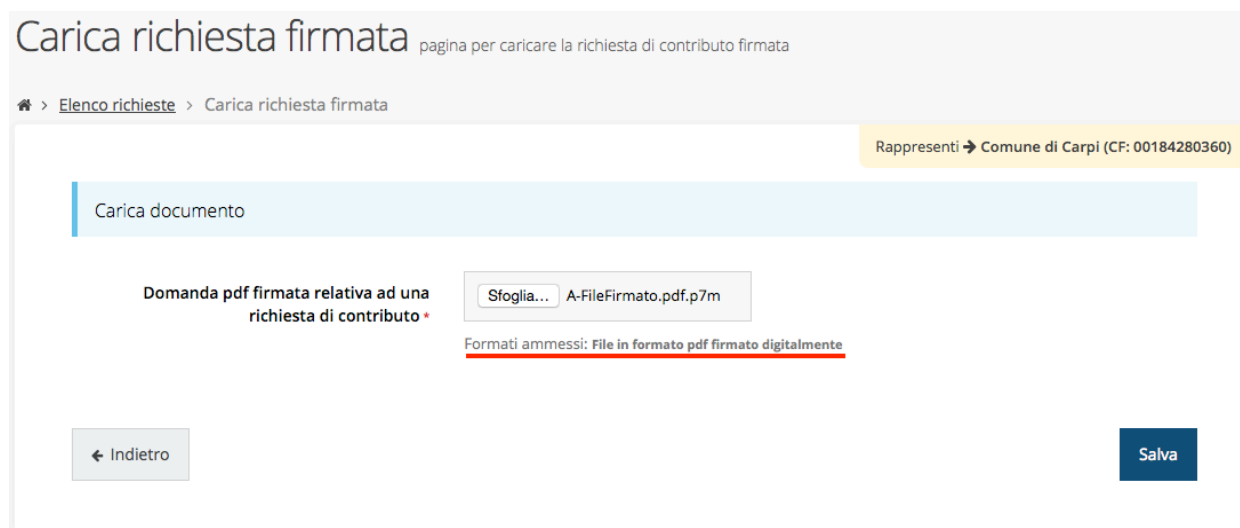 Carica richiesta firmata pagina per caricare la richiesta di contributo firmata
> Elenco richieste > Carica richiesta firmata
Rappresenti → Comune di Carpi (CF: 00184280360)
Carica documento
Domanda pdf firmata relativa ad una
richiesta di contributo *
Sfoglia... A-FileFirmato.pdf.p7m
Formati ammessi: File in formato pdf firmato digitalmente
← Indietro
Salva